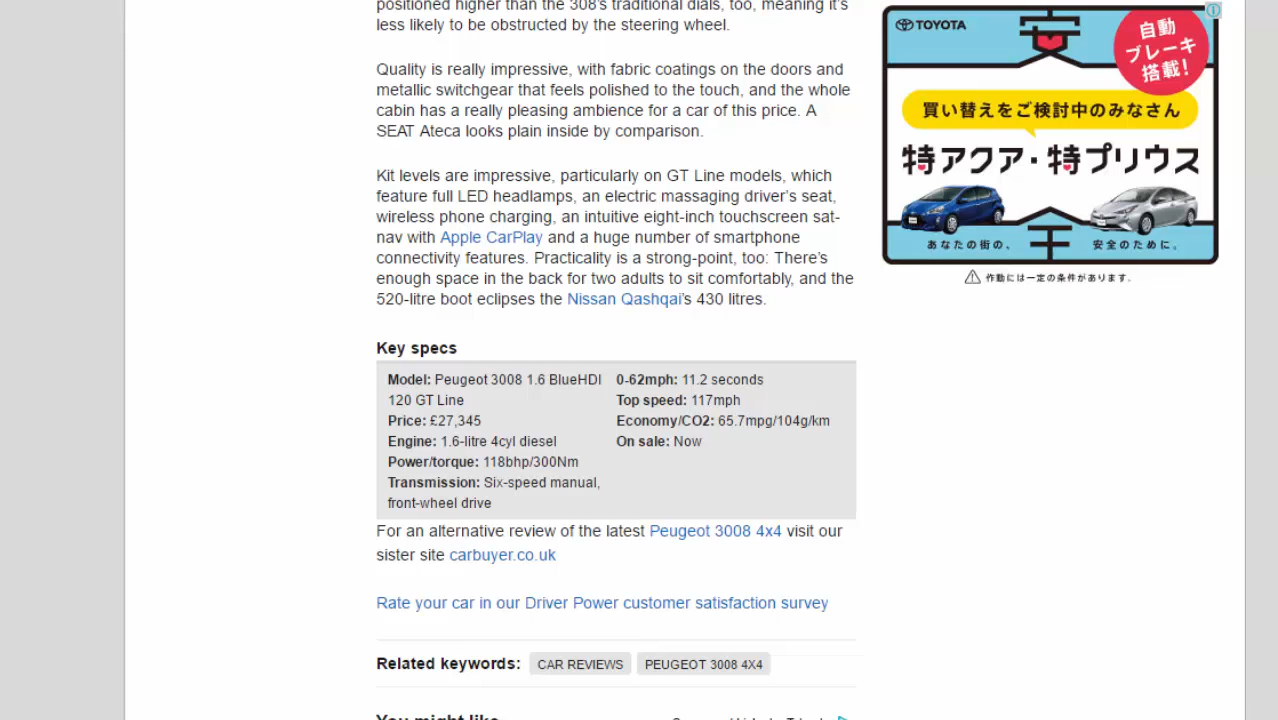 positioned higher than the 308's traditional dials, too, meaning it's
less likely to be obstructed by the steering wheel.
Quality is really impressive, with fabric coatings on the doors and
metallic switchgear that feels polished to the touch, and the whole
cabin has a really pleasing ambience for a car of this price. A
SEAT Ateca looks plain inside by comparison.
Kit levels are impressive, particularly on GT Line models, which
feature full LED headlamps, an electric massaging driver's seat,
wireless phone charging, an intuitive eight-inch touchscreen sat-
nav with Apple CarPlay and a huge number of smartphone
connectivity features. Practicality is a strong-point, too: There's
enough space in the back for two adults to sit comfortably, and the
520-litre boot eclipses the Nissan Qashqai's 430 litres.
Key specs
Model: Peugeot 3008 1.6 BlueHDI
120 GT Line
Price: £27,345
Engine: 1.6-litre 4cyl diesel
Power/torque: 118bhp/300Nm
Transmission: Six-speed manual,
front-wheel drive
0-62mph: 11.2 seconds
Top speed: 117mph
Economy/CO2: 65.7mpg/104g/km
On sale: Now
For an alternative review of the latest Peugeot 3008 4x4 visit our
sister site carbuyer.co.uk
Rate your car in our Driver Power customer satisfaction survey
Related keywords: CAR REVIEWS PEUGEOT 3008 4X4
You might like
TOYOTA
安
自動
ブレーキ
搭載!
買い替えをご検討中のみなさん
特アクア・特プリウス
あなたの街の、
全
安全のために。
作動には一定の条件があります。